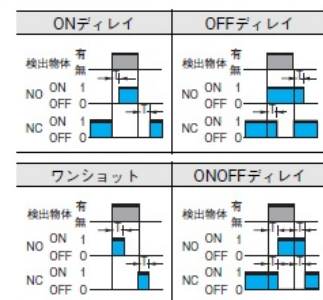 ONディレイ
OFFディレイ
検出物体 有
無
T
NO ON 1
OFF 0
T
NC ON 1
OFF 0
検出物体 有
無
T
NO ON 1
OFF 0
T
NC ON 1
OFF 0
ワンショット
ONOFFディレイ
検出物体 有
無
T
NO ON 1
OFF 0
T
NC ON 1
OFF 0
検出物体 有
無
T T
NO ON 1
OFF 0
T T
NC ON 1
OFF 0